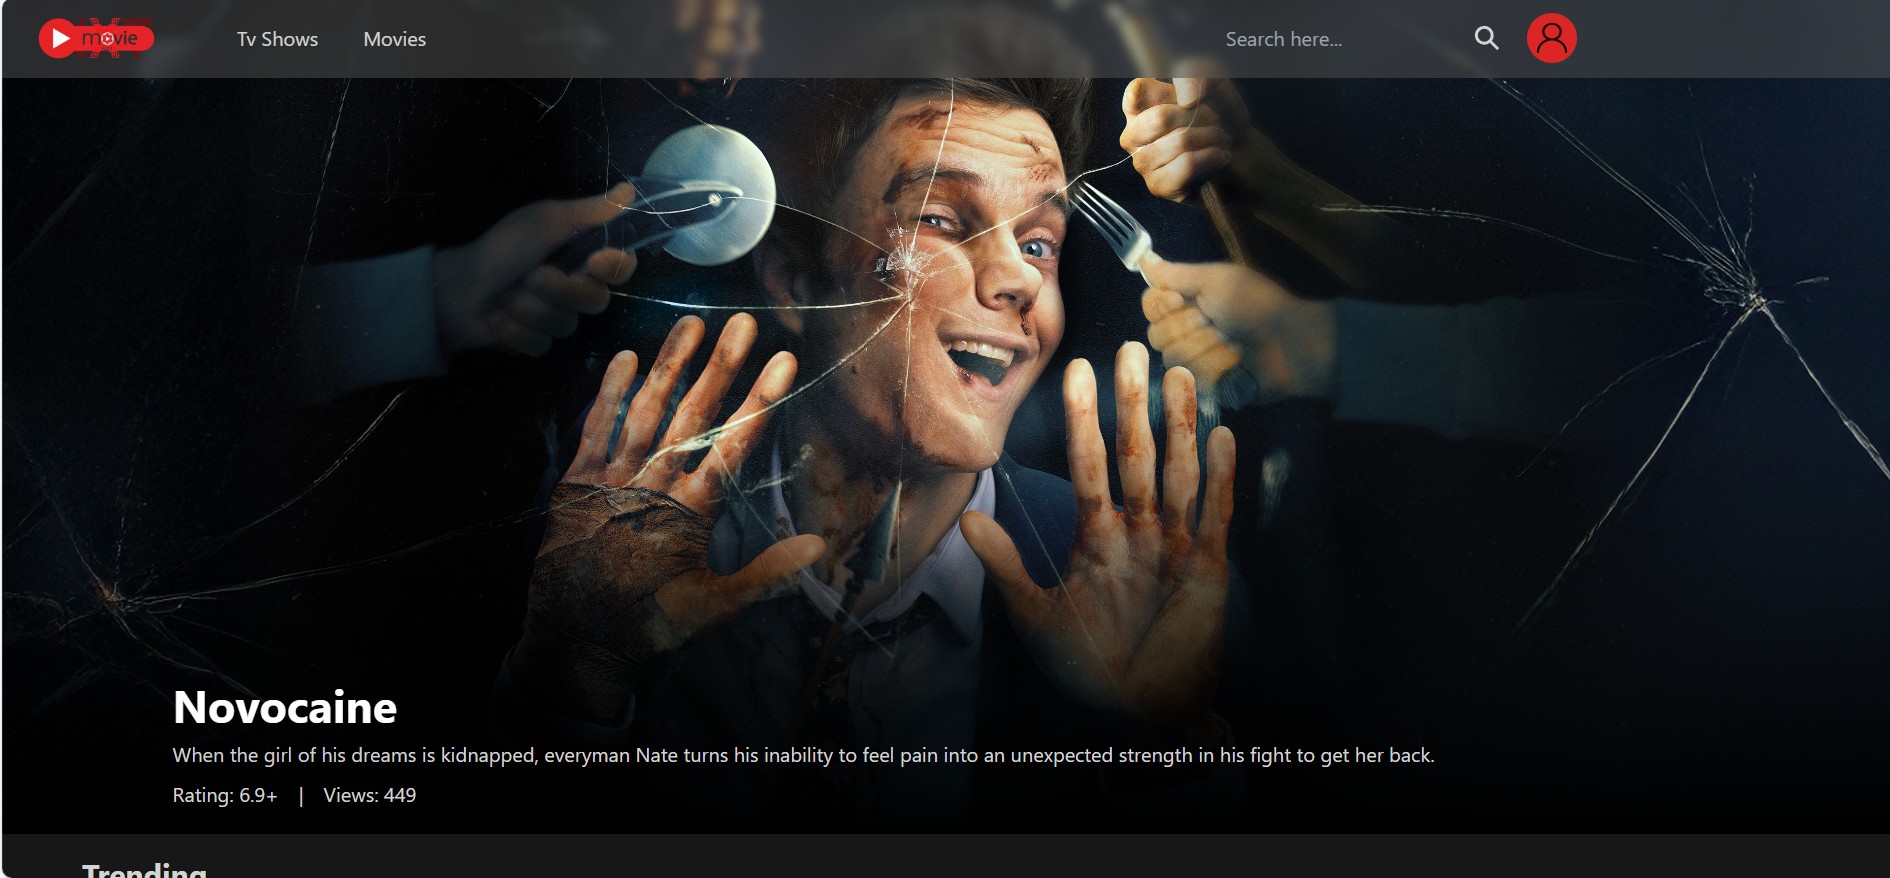 movie
Tv Shows
Movies
Search here...
Novocaine
When the girl of his dreams is kidnapped, everyman Nate turns his inability to feel pain into an unexpected strength in his fight to get her back.
Rating: 6.9+ | Views: 449
Trending